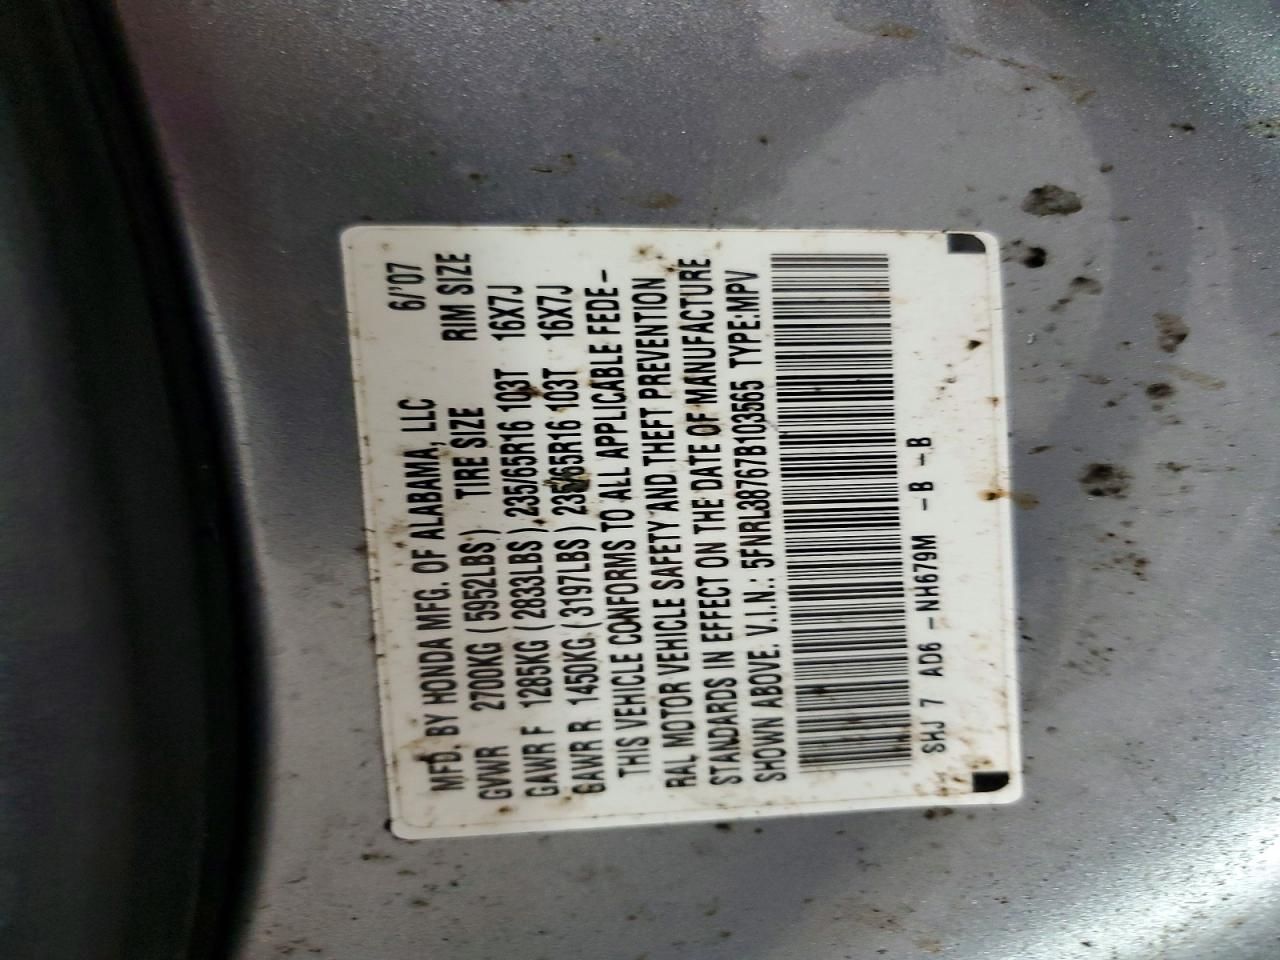 MFD. BY HONDA MFG. OF ALABAMA, LLC 6/'07
TIRE SIZE RIM SIZE
GVWR 2700KG (5952LBS)
GAWR F 1285KG (2833LBS) 235/65R16 103T 16X7J
GAWR R 1450KG (3197LBS) 235/65R16 103T 16X7J
THIS VEHICLE CONFORMS TO ALL APPLICABLE FEDE-
RAL MOTOR VEHICLE SAFETY AND THEFT PREVENTION
STANDARDS IN EFFECT ON THE DATE OF MANUFACTURE
SHOWN ABOVE. V.I.N.: 5FNRL38767B103565 TYPE:MPV
SHJ 7 AD6 -NH679M -B -B